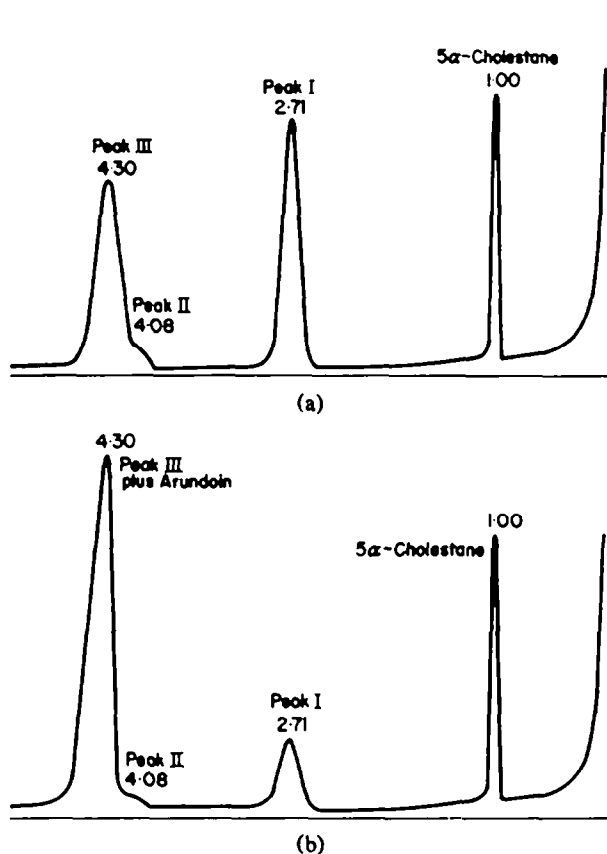 5α-Cholestane
1·00
Peak I
2·71
Peak III
4·30
Peak II
4·08
(a)
4·30
Peak III
plus Arundoin
1·00
5α-Cholestane
Peak I
2·71
Peak II
4·08
(b)